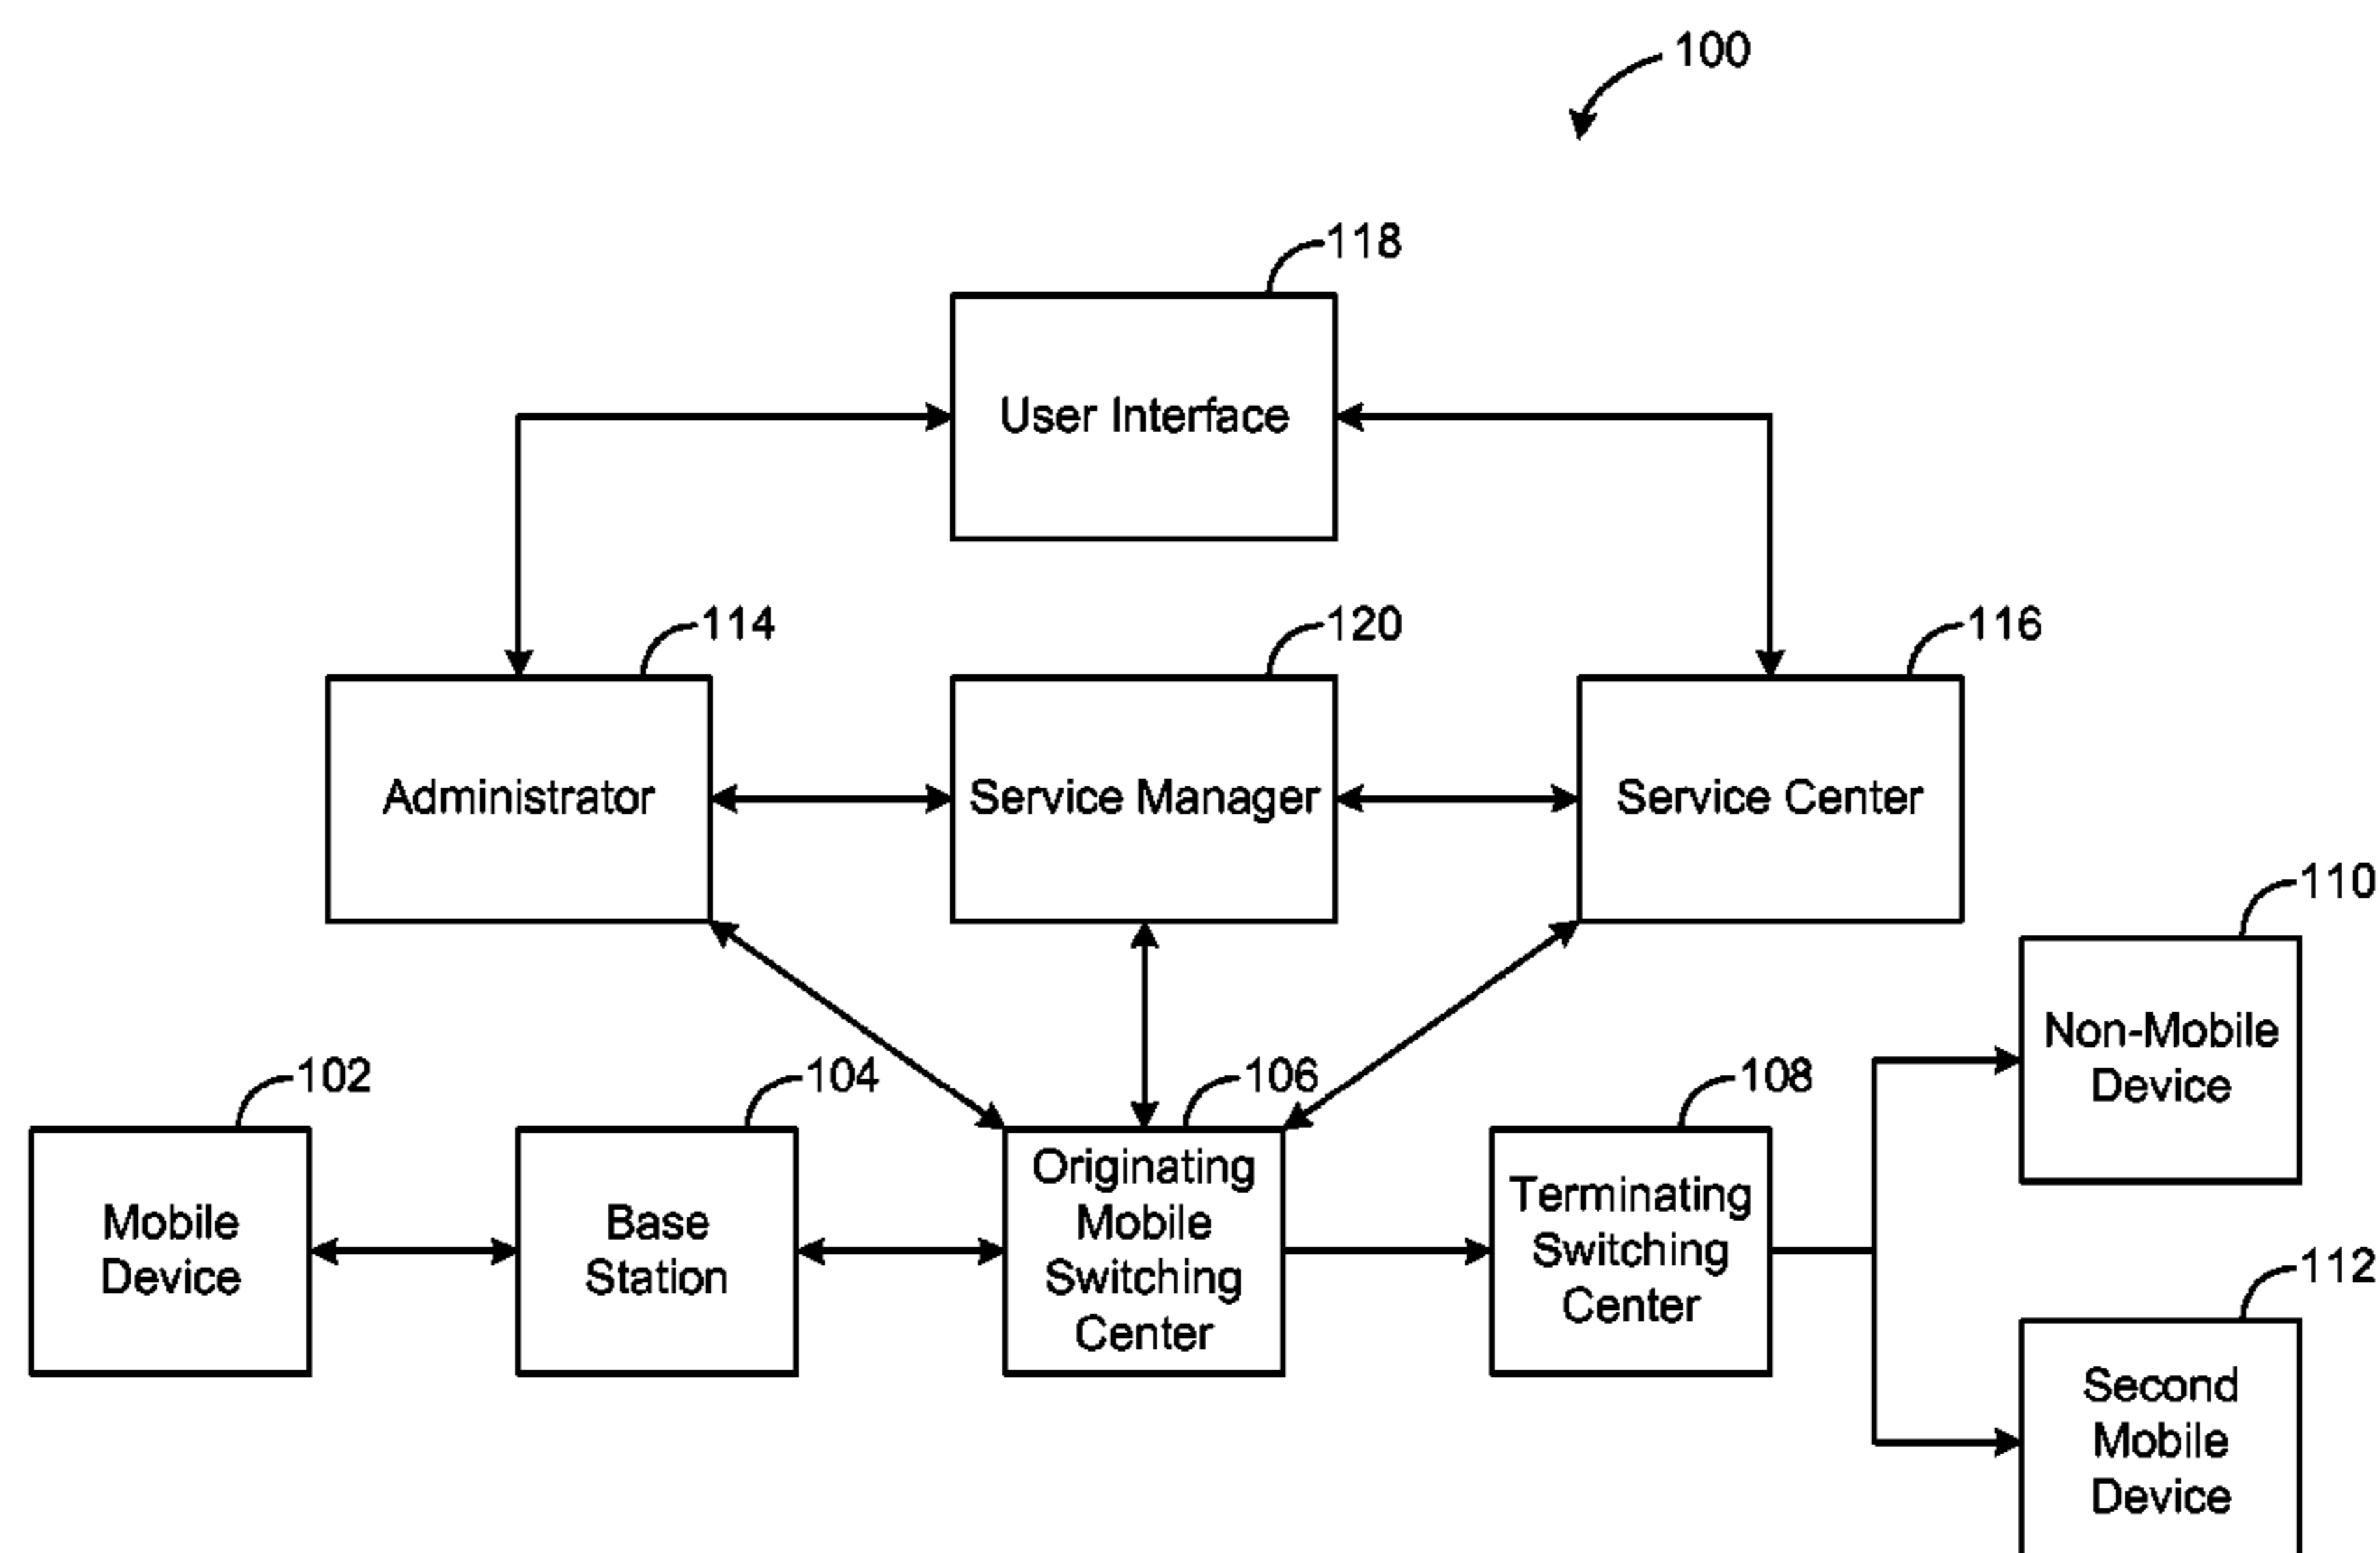 100
118
User Interface
114
120
116
Administrator
Service Manager
Service Center
110
Non-Mobile
Device
102
104
106
108
Mobile
Device
Base
Station
Originating
Mobile
Switching
Center
Terminating
Switching
Center
112
Second
Mobile
Device